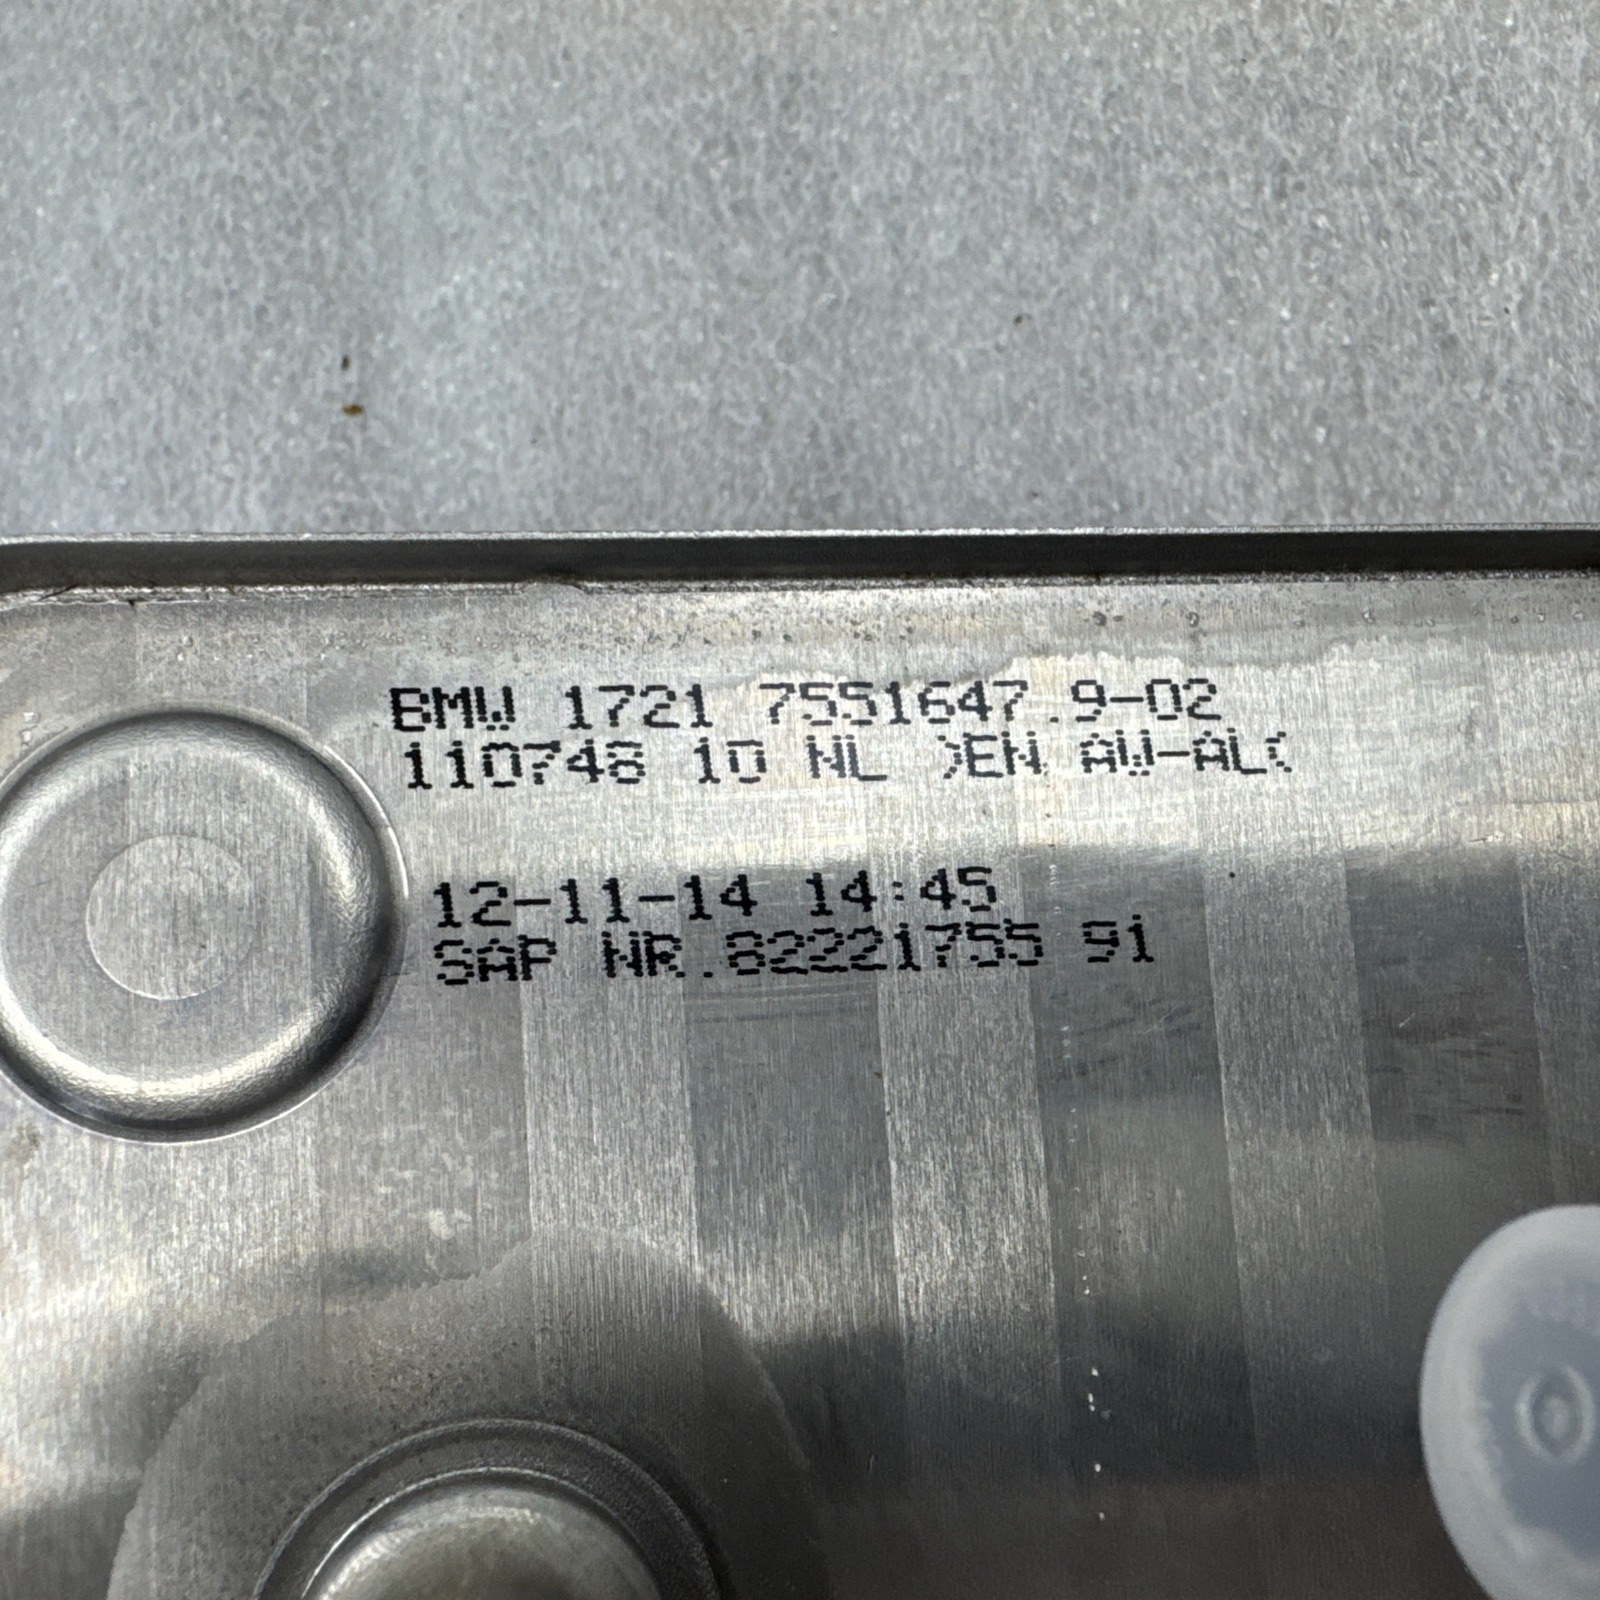 BMW 1721 7551647.9-02
110748 10 NL >EN AW-AL<
12-11-14 14:45
SAP NR.82221755 91